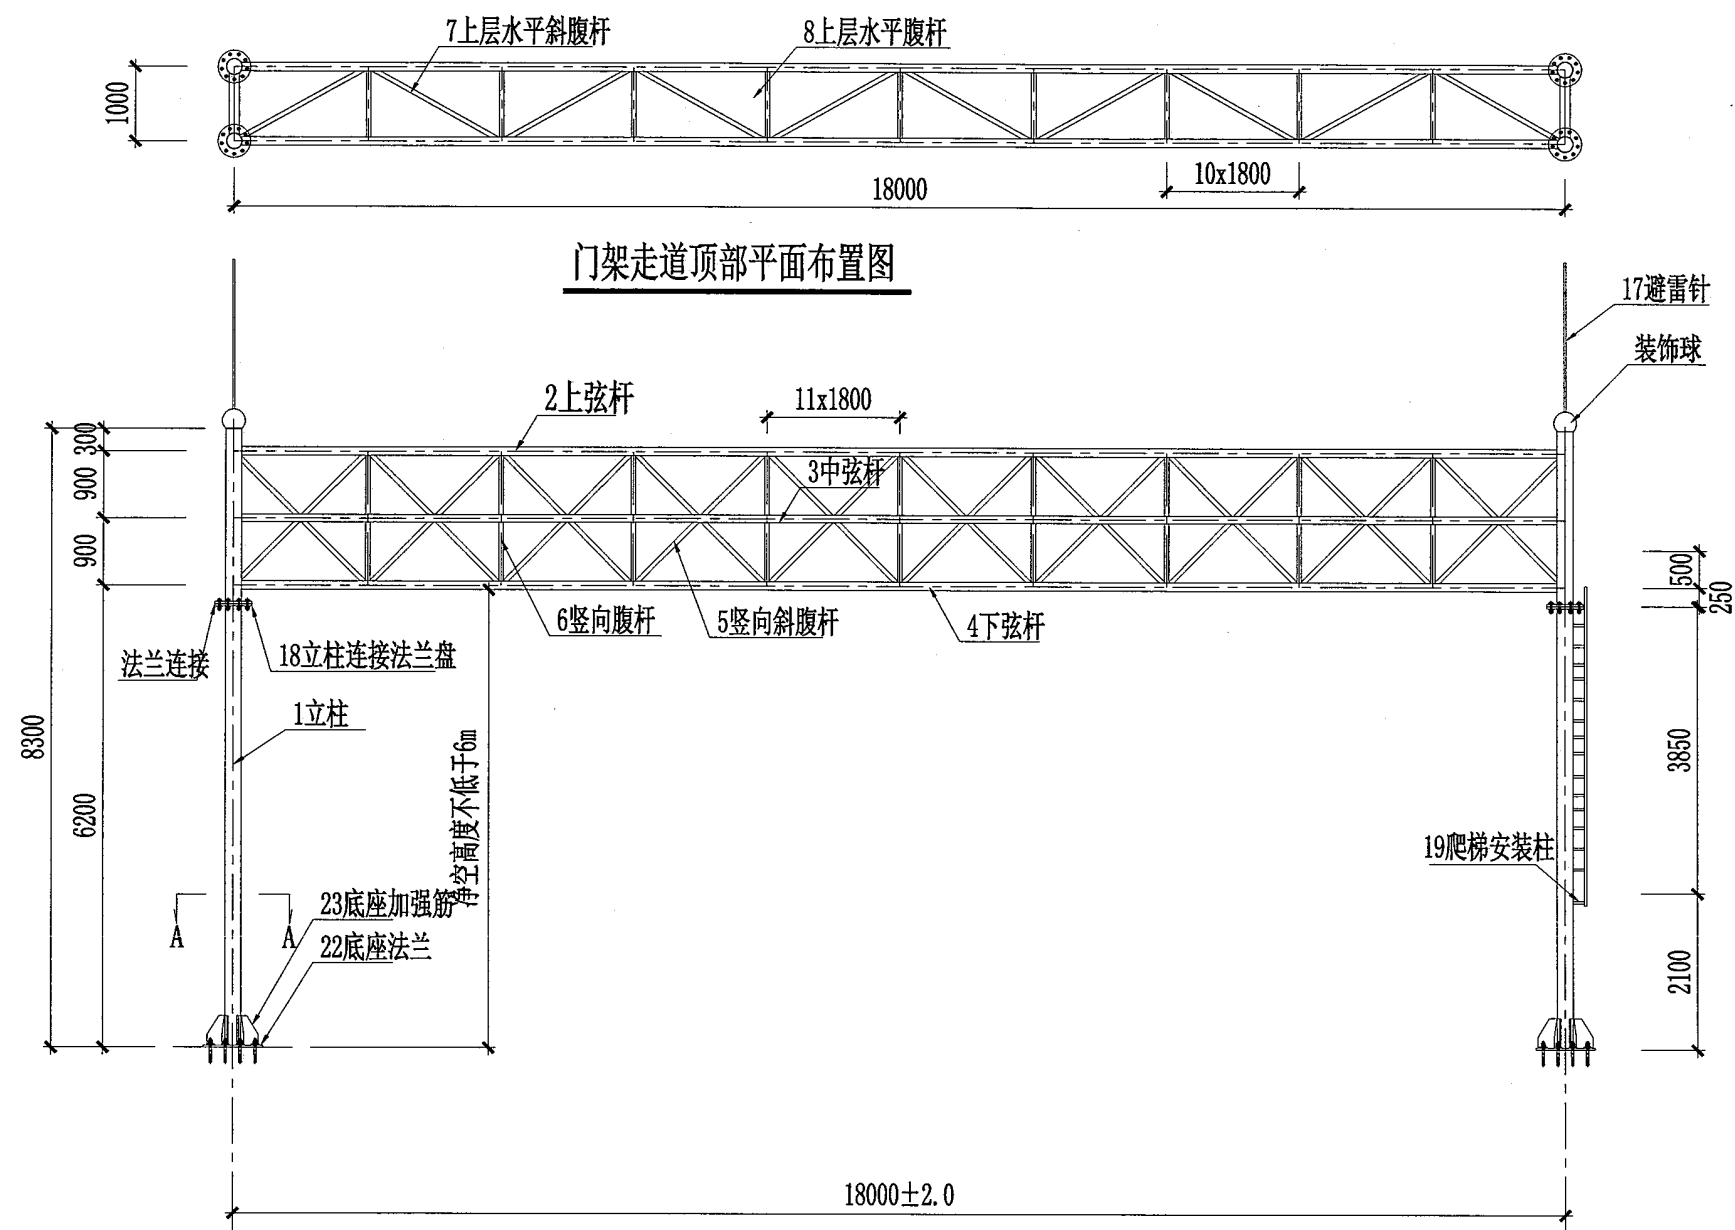 7上层水平斜腹杆
8上层水平腹杆
1000
10x1800
18000
门架走道顶部平面布置图
17避雷针
装饰球
2上弦杆
11x1800
300
900
3中弦杆
900
500
250
6竖向腹杆
5竖向斜腹杆
4下弦杆
法兰连接
18立柱连接法兰盘
1立柱
8300
6200
净空高度不低于6m
3850
19爬梯安装柱
23底座加强筋
A
A
22底座法兰
2100
18000±2.0